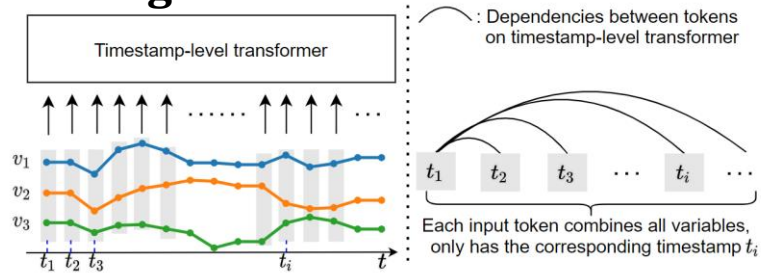 Timestamp-level transformer
...... ...
v₁
v₂
v₃
t₁ t₂ t₃ tᵢ t
: Dependencies between tokens
on timestamp-level transformer
t₁ t₂ t₃ ... tᵢ ...
Each input token combines all variables,
only has the corresponding timestamp tᵢ